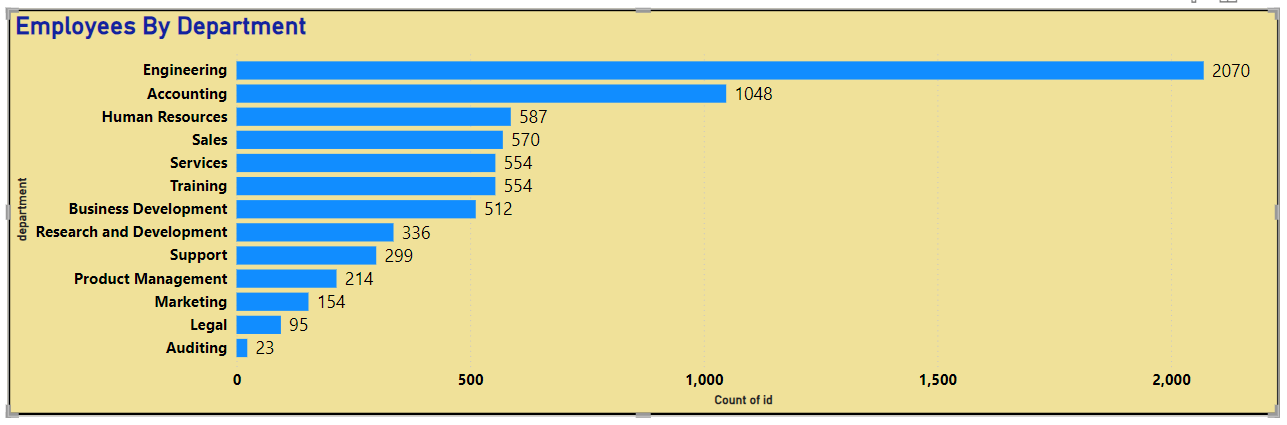 Employees By Department
Engineering 2070
Accounting 1048
Human Resources 587
Sales 570
Services 554
Training 554
Business Development 512
Research and Development 336
Support 299
Product Management 214
Marketing 154
Legal 95
Auditing 23
department
0 500 1,000 1,500 2,000
Count of id